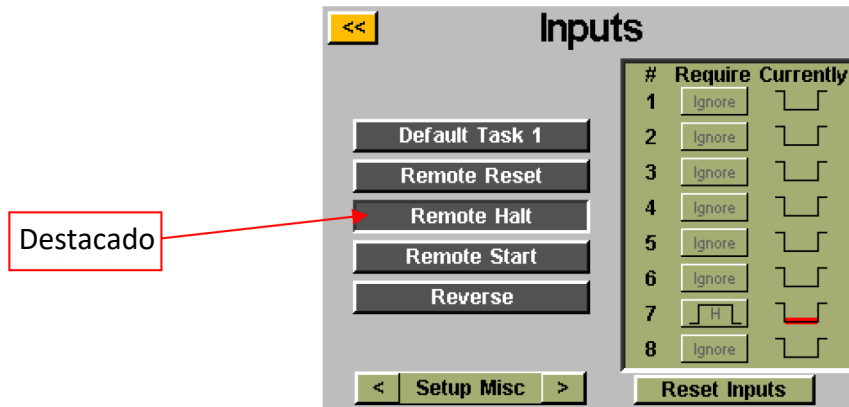 <<
Inputs
# Require Currently
1 Ignore
2 Ignore
3 Ignore
4 Ignore
5 Ignore
6 Ignore
7 H
8 Ignore
Default Task 1
Remote Reset
Remote Halt
Remote Start
Reverse
Destacado
< Setup Misc >
Reset Inputs